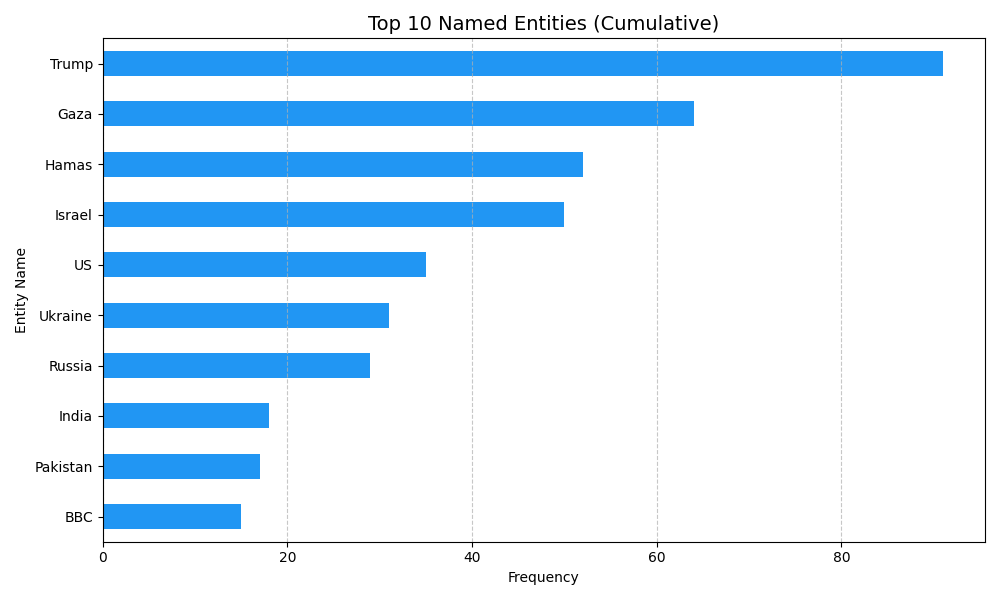 Top 10 Named Entities (Cumulative)
Entity Name
Trump
Gaza
Hamas
Israel
US
Ukraine
Russia
India
Pakistan
BBC
0 20 40 60 80
Frequency